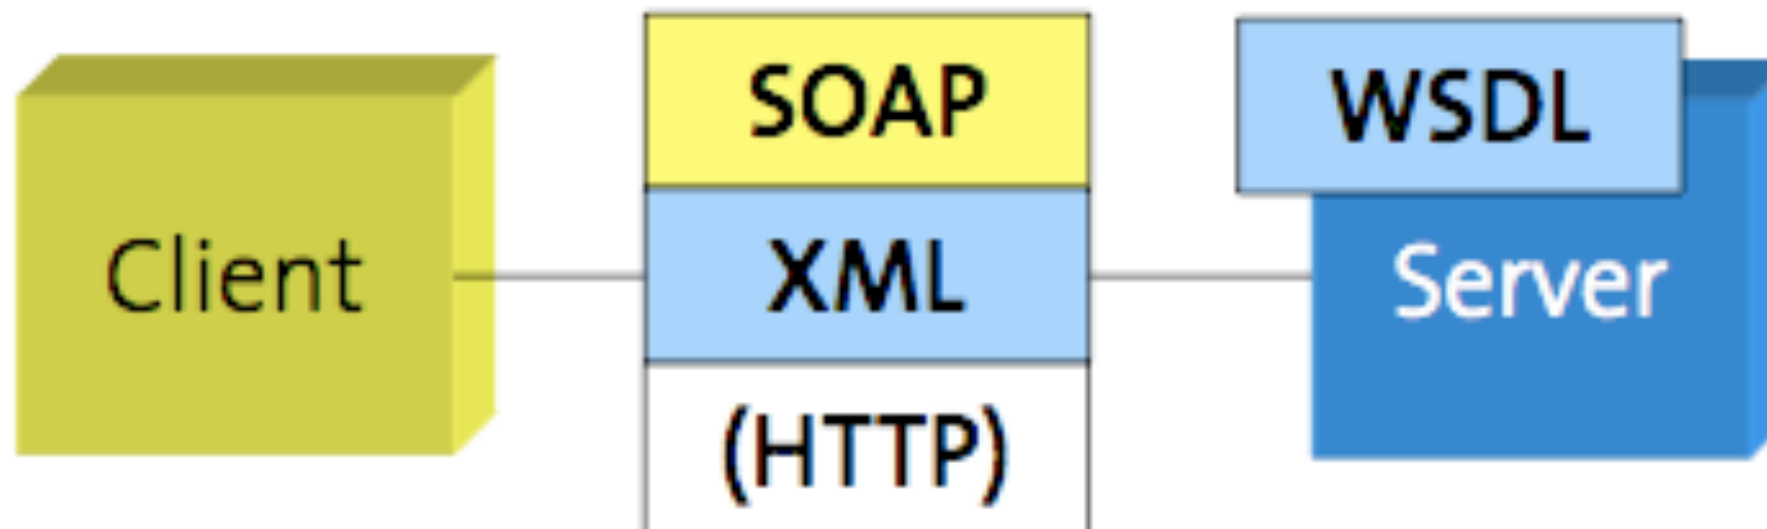 SOAP
WSDL
Client
XML
Server
(HTTP)